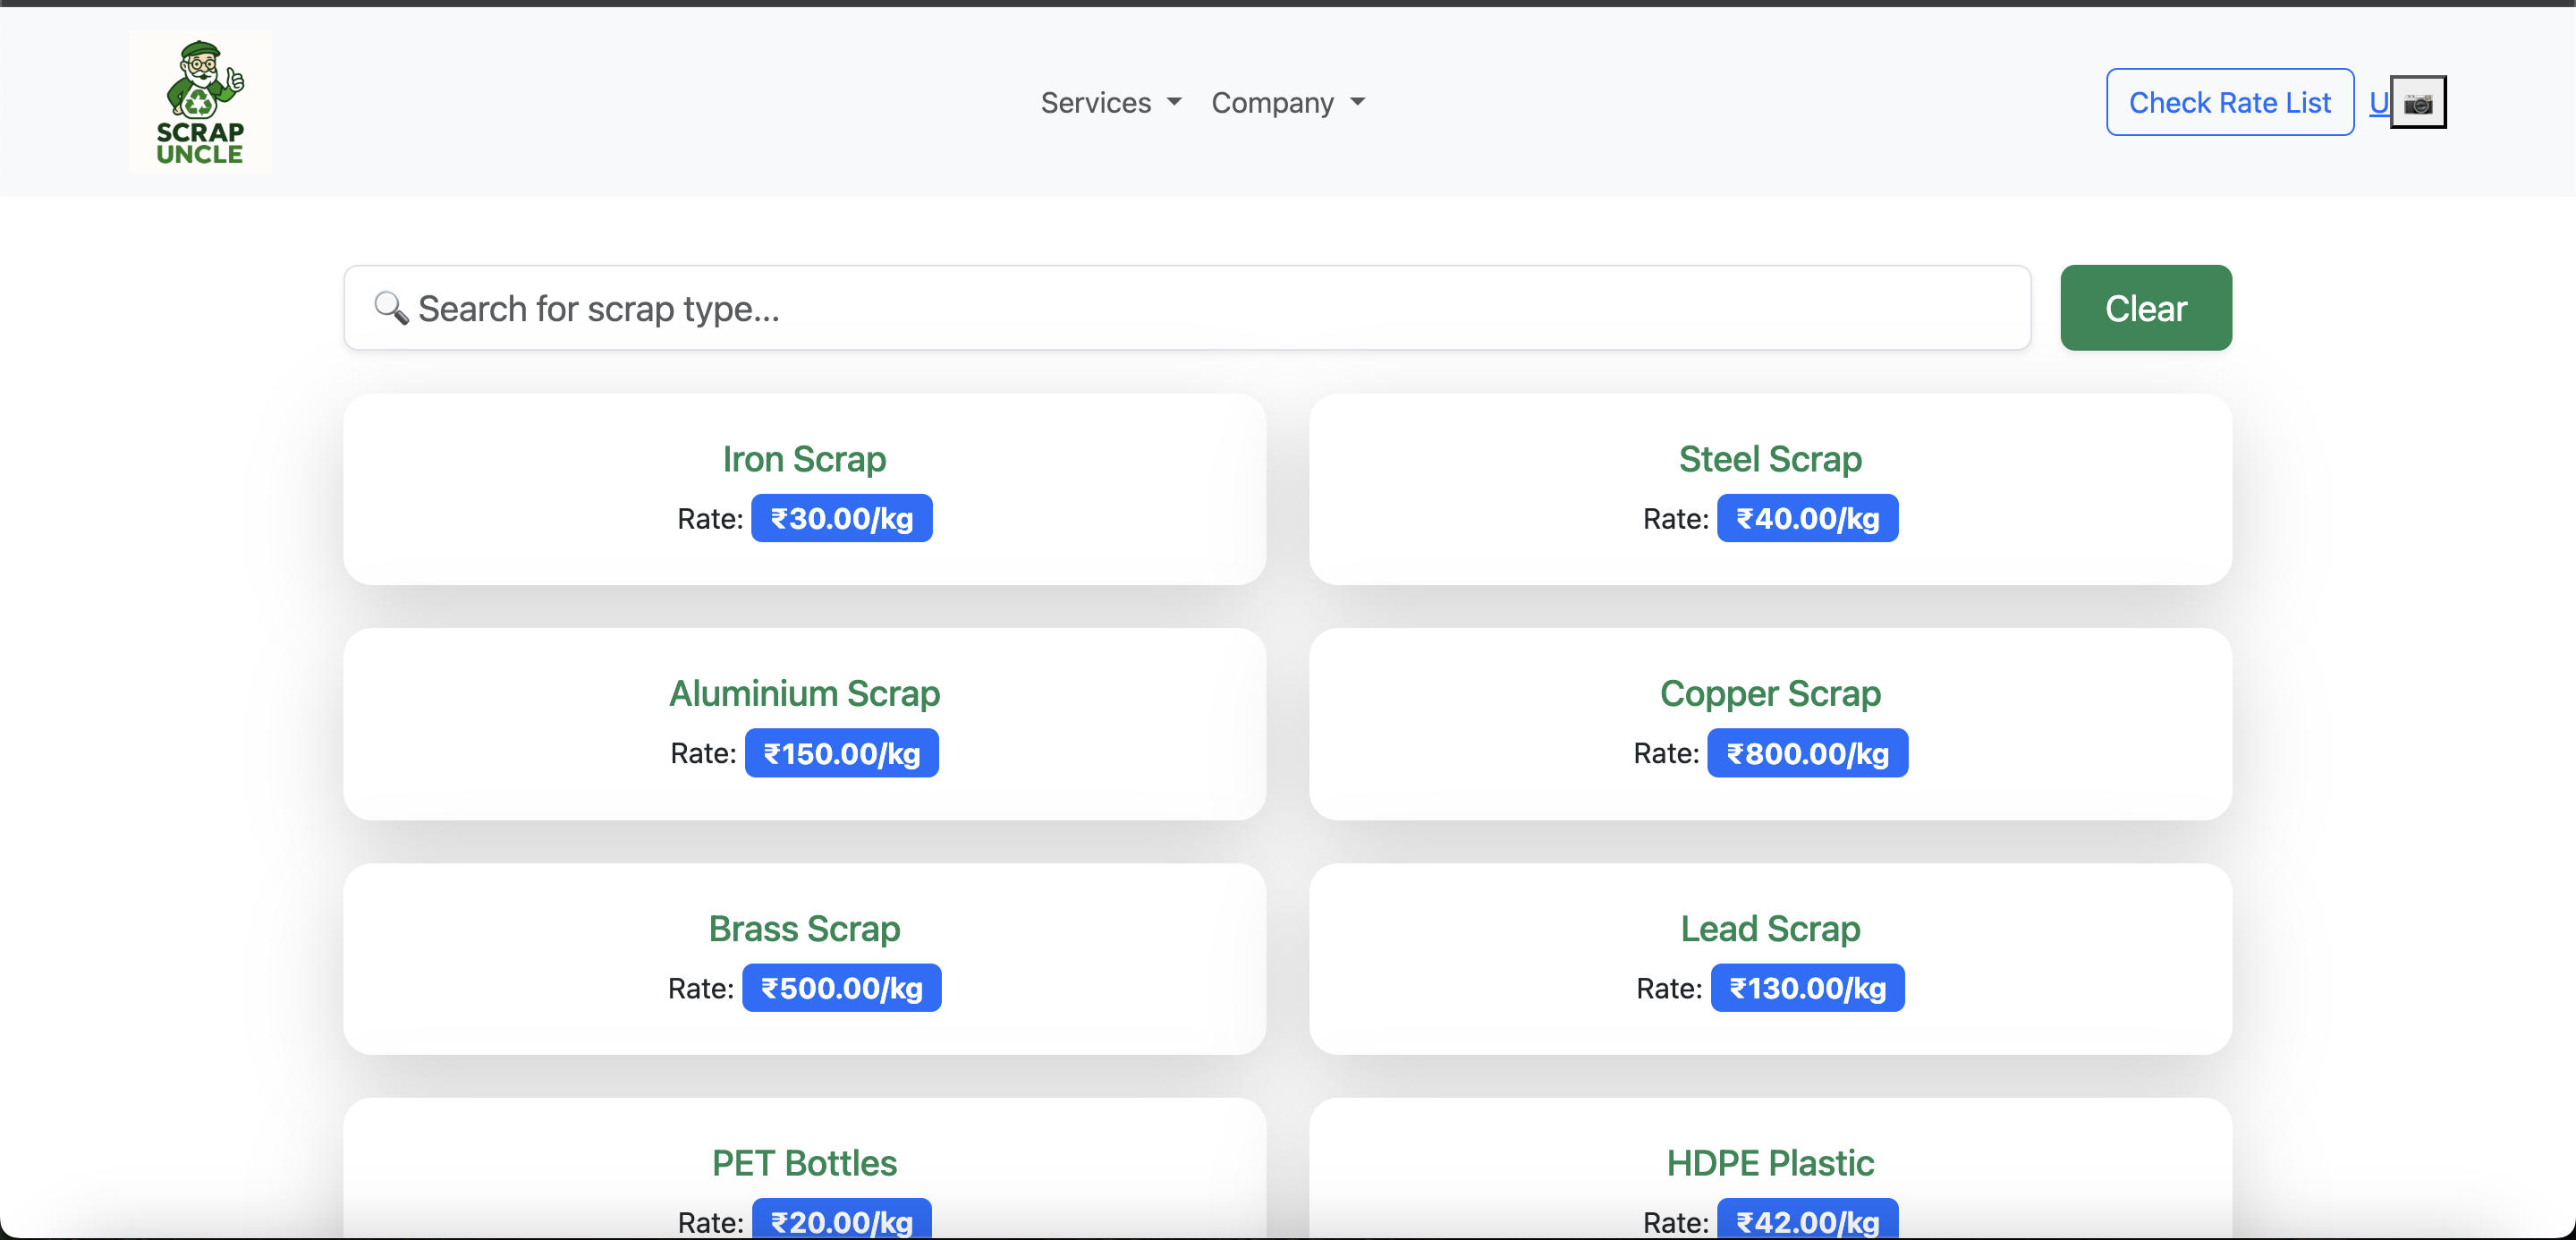 SCRAP
UNCLE
Services Company
Check Rate List U
🔍 Search for scrap type...
Clear
Iron Scrap
Rate: ₹30.00/kg
Steel Scrap
Rate: ₹40.00/kg
Aluminium Scrap
Rate: ₹150.00/kg
Copper Scrap
Rate: ₹800.00/kg
Brass Scrap
Rate: ₹500.00/kg
Lead Scrap
Rate: ₹130.00/kg
PET Bottles
Rate: ₹20.00/kg
HDPE Plastic
Rate: ₹42.00/kg